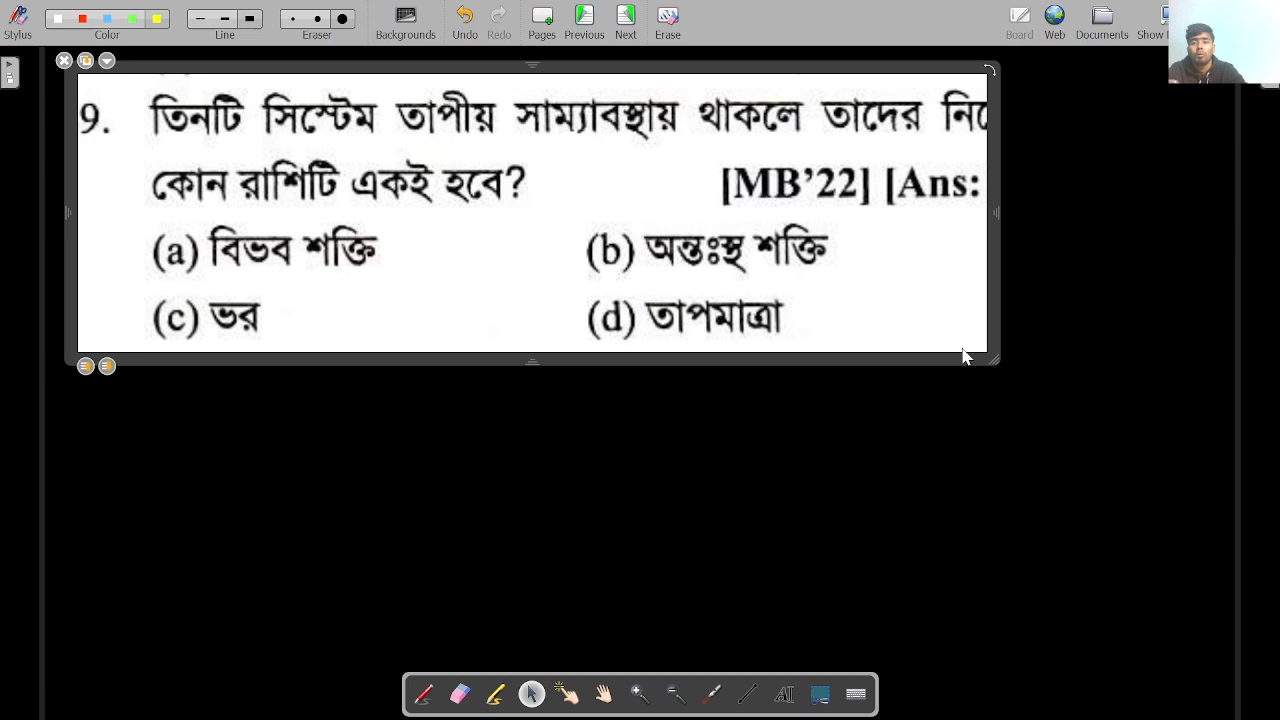 Stylus
Color
Line
Eraser
Backgrounds
Undo
Redo
Pages
Previous
Next
Erase
Board
Web
Documents
Show
9. তিনটি সিস্টেম তাপীয় সাম্যাবস্থায় থাকলে তাদের
কোন রাশিটি একই হবে? [MB’22] [Ans:
(a) বিভব শক্তি (b) অন্তঃস্থ শক্তি
(c) ভর (d) তাপমাত্রা